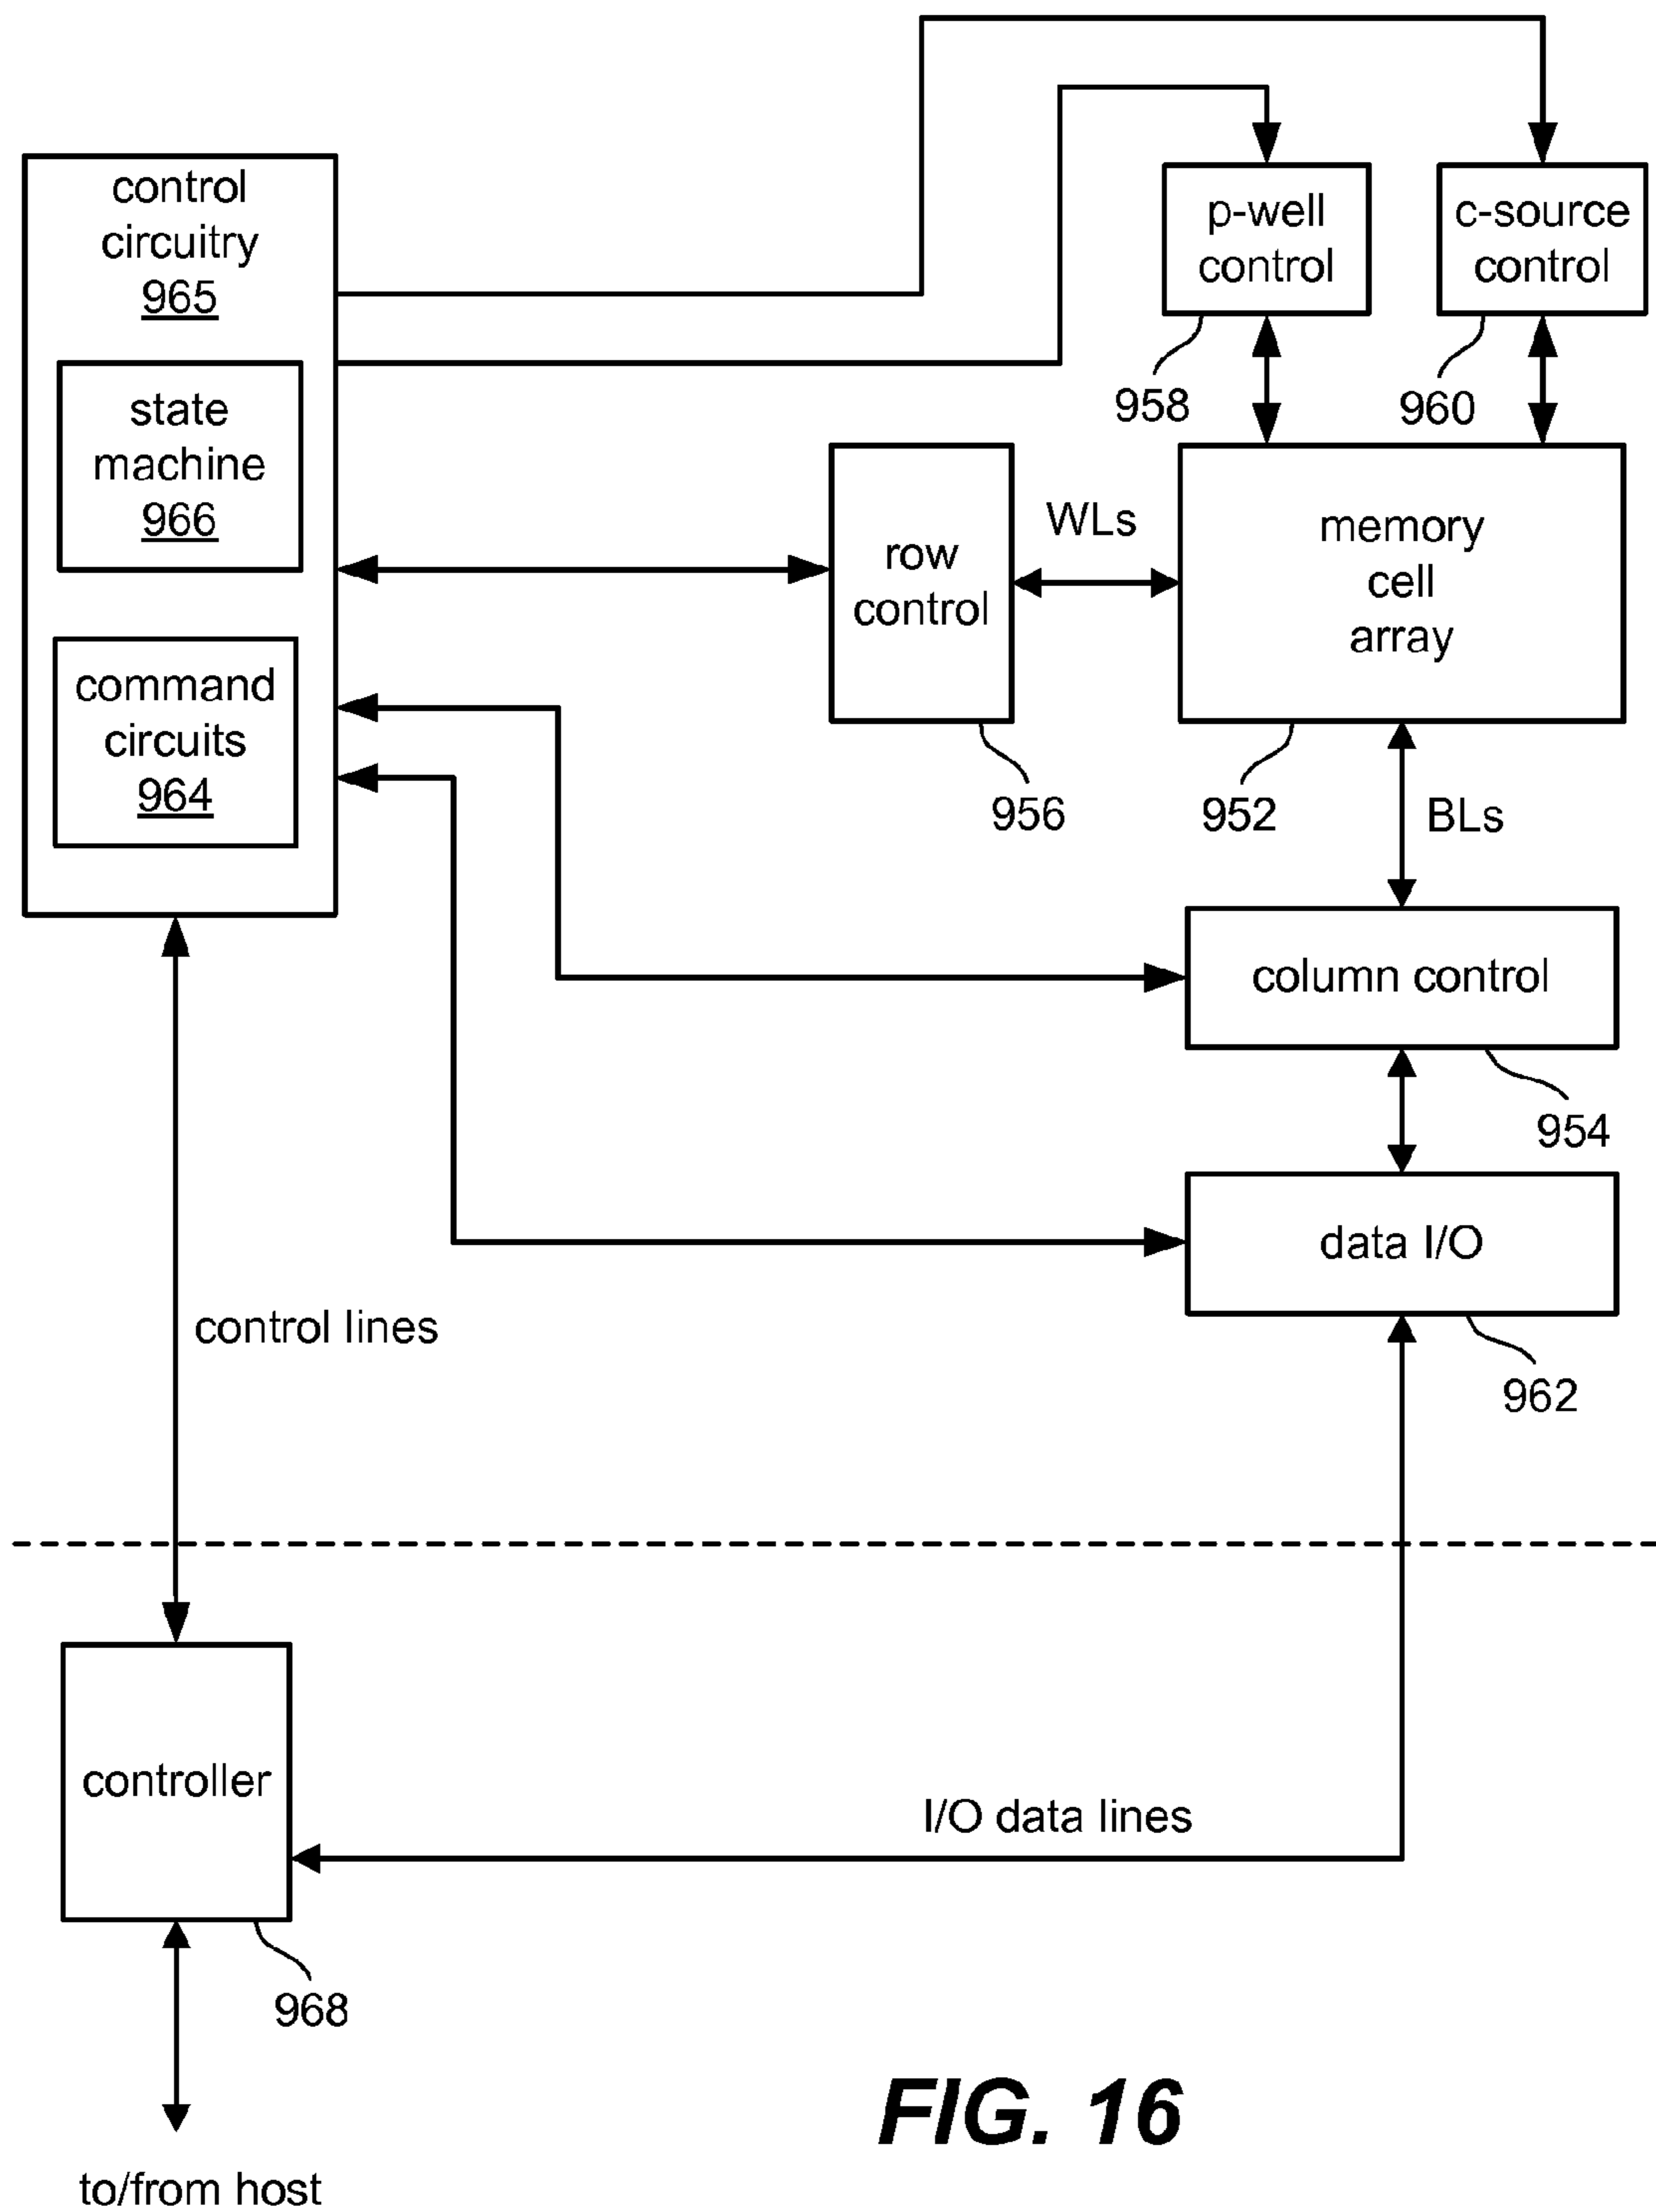 control
circuitry
965
state
machine
966
command
circuits
964
p-well
control
958
c-source
control
960
row
control
956
WLs
memory
cell
array
952
BLs
column control
954
data I/O
962
control lines
controller
968
I/O data lines
to/from host
FIG. 16